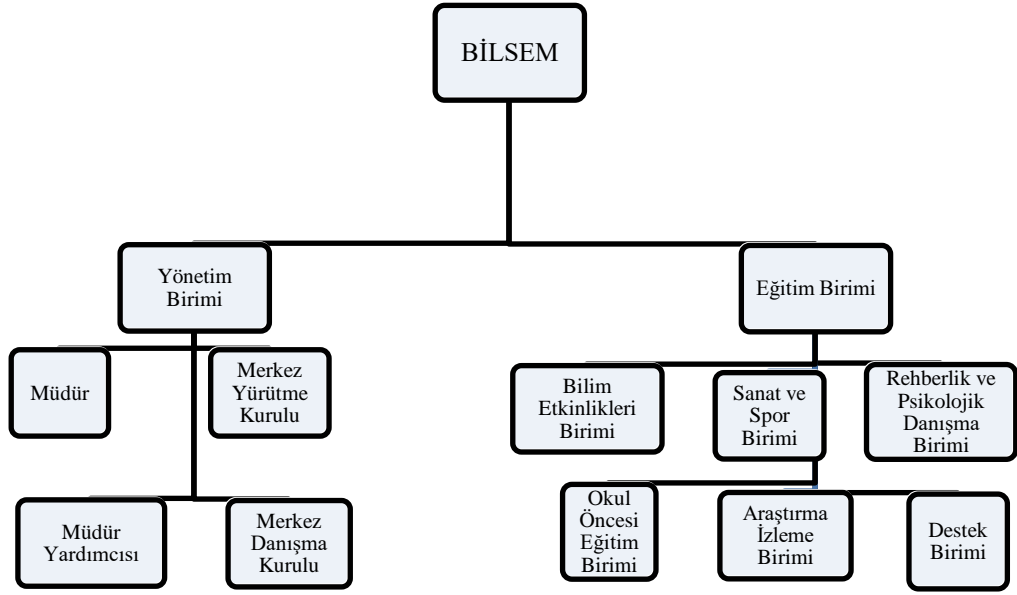 BİLSEM
Yönetim
Birimi
Eğitim Birimi
Müdür
Merkez
Yürütme
Kurulu
Bilim
Etkinlikleri
Birimi
Sanat ve
Spor
Birimi
Rehberlik ve
Psikolojik
Danışma
Birimi
Müdür
Yardımcısı
Merkez
Danışma
Kurulu
Okul
Öncesi
Eğitim
Birimi
Araştırma
İzleme
Birimi
Destek
Birimi